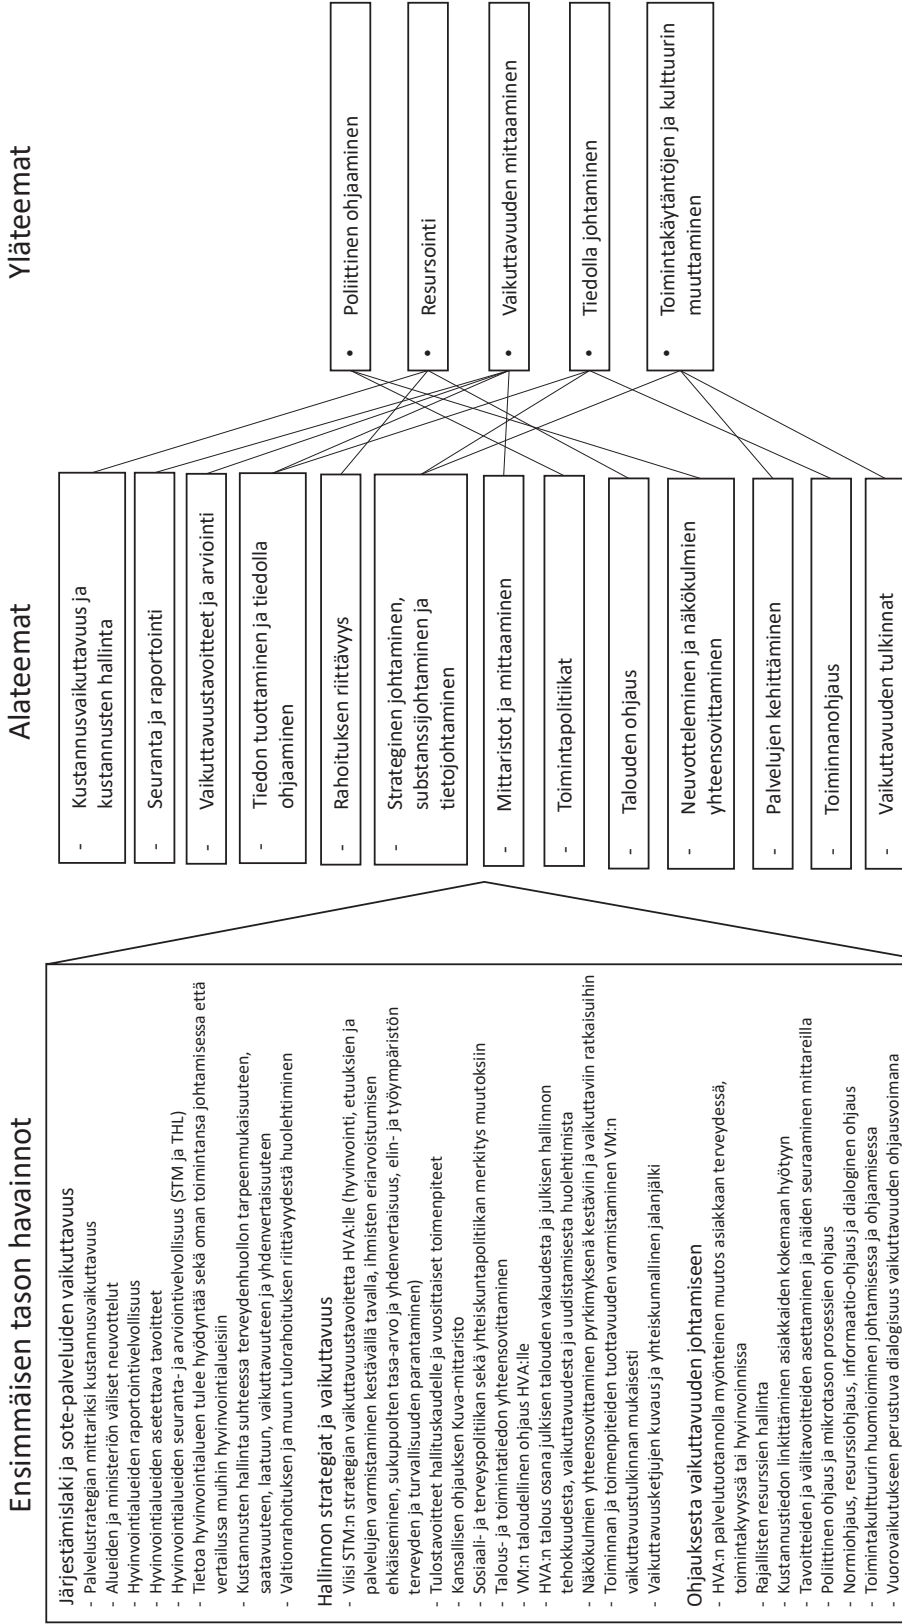 Ensimmäisen tason havainnot
Järjestämislaki ja sote-palveluiden vaikuttavuus
- Palvelustrategian mittariksi kustannusvaikuttavuus
- Alueiden ja ministeriön väliset neuvottelut
- Hyvinvointialueiden raportointivelvollisuus
- Hyvinvointialueiden asetettava tavoitteet
- Hyvinvointialueiden seuranta- ja arviointivelvollisuus (STM ja THL)
- Tietoa hyvinvointialueen tulee hyödyntää sekä oman toimintansa johtamisessa että
vertailussa muihin hyvinvointialueisiin
- Kustannusten hallinta suhteessa terveydenhuollon tarpeenmukaisuuteen,
saatavuuten, laatuun, vaikuttavuuteen ja yhdenvertaisuuten
- Valtionrahoituksen ja muun tulorahoituksen riittävyydestä huolehtiminen
Hallinnon strategiat ja vaikuttavuus
- Viisi STM:n strategian vaikuttavuustavoitetta HVA:lle (hyvinvointi, etuuksien ja
palvelujen varmistaminen kestävällä tavalla, ihmisten eriarvoistumisen
ehkäiseminen, sukupuolten tasa-arvo ja yhdenvertaisuus, elin- ja työympäristön
terveyden ja turvallisuuden parantaminen)
- Tulostavoitteet hallituskaudelle ja vuosittaiset toimenpiteet
- Kansallisen ohjauksen Kuva-mittaristo
- Sosiaali- ja terveyspolitiikan sekä yhteiskuntapolitiikan merkitys muutoksiin
- Talous- ja toimintatiedon yhteensovittaminen
- VM:n taloudellinen ohjaus HVA:lle
- HVA:n talous osana julkisen talouden vakaudesta ja julkisen hallinnon
tehokkuudesta, vaikuttavuudesta ja uudistamisesta huolehtimista
- Näkökulmien yhteensovittaminen pyrkimyksenä kestäviin ja vaikuttaviin ratkaisuihin
- Toiminnan ja toimenpiteiden tuottavuuden varmistaminen VM:n
vaikuttavuustulkinnan mukaisesti
- Vaikuttavuusketjujen kuvaus ja yhteiskunnallinen jalanjälki
Ohjauksesta vaikuttavuuden johtamiseen
- HVA:n palvelutuotannolla myönteinen muutos asiakkaan terveydessä,
toimintakyvyssä tai hyvinvoinnissa
- Rajallisten resurssien hallinta
- Kustannustiedon linkittäminen asiakkaiden kokemaan hyötyyn
- Tavoitteiden ja välitavoitteiden asettaminen ja näiden seuraaminen mittareilla
- Poliittinen ohjaus ja mikrotason prosessien ohjaus
- Normiohjaus, resurssiohjaus, informaatio-ohjaus ja dialoginen ohjaus
- Toimintakulttuurin huomioiminen johtamisessa ja ohjaamisessa
- Vuorovaikutukseen perustuva dialogisuus vaikuttavuuden ohjausvoimana
Alateemat
- Kustannusvaikuttavuus ja
kustannusten hallinta
- Seuranta ja raportointi
- Vaikuttavuustavoitteet ja arviointi
- Tiedon tuottaminen ja tiedolla
ohjaaminen
- Rahoituksen riittävyys
- Strateginen johtaminen,
substanssijohtaminen ja
tietojohtaminen
- Mittaristot ja mittaaminen
- Toimintapolitiikat
- Talouden ohjaus
- Neuvotteleminen ja näkökulmien
yhteensovittaminen
- Palvelujen kehittäminen
- Toiminnanohjaus
- Vaikuttavuuden tulkinnat
Yläteemat
• Poliittinen ohjaaminen
• Resursointi
• Vaikuttavuuden mittaaminen
• Tiedolla johtaminen
• Toimintakäytäntöjen ja kulttuurin
muuttaminen